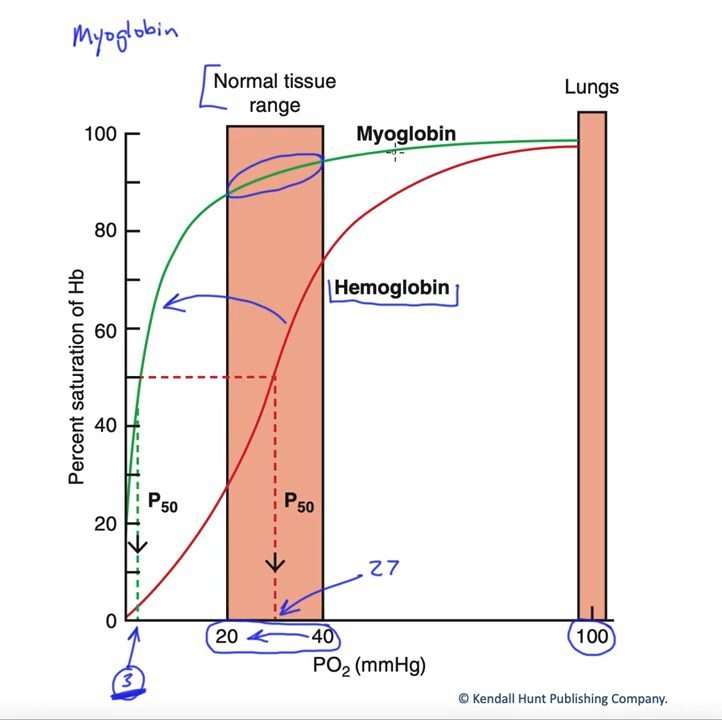 Myoglobin
Normal tissue
range
Lungs
Myoglobin
Hemoglobin
100
80
60
40
20
0
Percent saturation of Hb
P50
P50
27
20
40
100
3
PO2 (mmHg)
© Kendall Hunt Publishing Company.